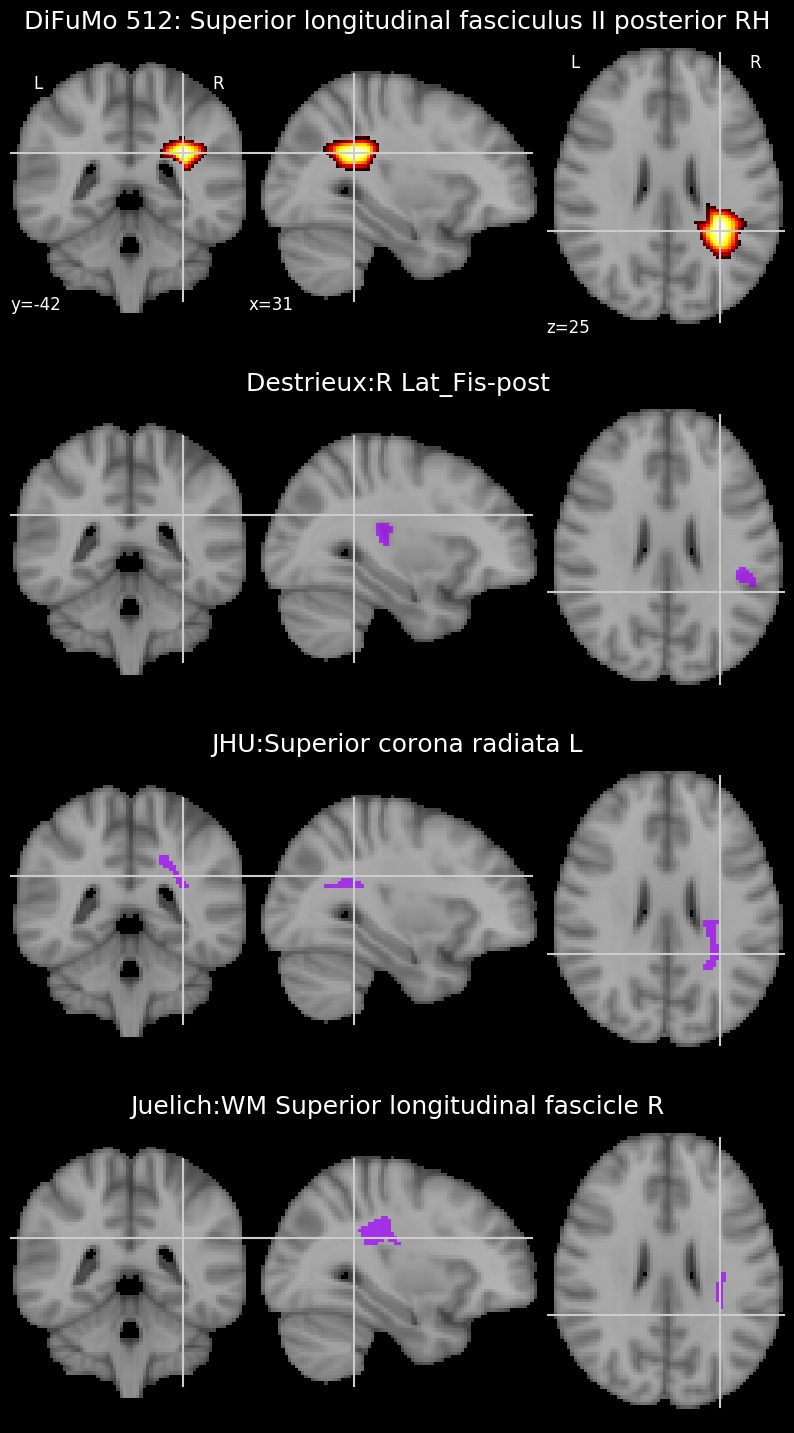 DiFuMo 512: Superior longitudinal fasciculus II posterior RH
L R L R
y=-42 x=31 z=25
Destrieux:R Lat_Fis-post
JHU:Superior corona radiata L
Juelich:WM Superior longitudinal fascicle R